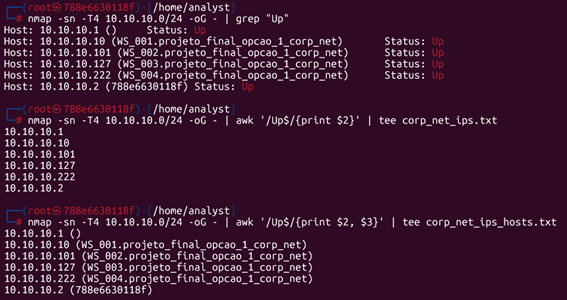 ┌──(root㉿788e6630118f)-[/home/analyst]
└─# nmap -sn -T4 10.10.10.0/24 -oG - | grep "Up"
Host: 10.10.10.1 ()     Status: Up
Host: 10.10.10.10 (WS_001.projeto_final_opcao_1_corp_net)       Status: Up
Host: 10.10.10.101 (WS_002.projeto_final_opcao_1_corp_net)      Status: Up
Host: 10.10.10.127 (WS_003.projeto_final_opcao_1_corp_net)      Status: Up
Host: 10.10.10.222 (WS_004.projeto_final_opcao_1_corp_net)      Status: Up
Host: 10.10.10.2 (788e6630118f) Status: Up
┌──(root㉿788e6630118f)-[/home/analyst]
└─# nmap -sn -T4 10.10.10.0/24 -oG - | awk '/Up$/{print $2}' | tee corp_net_ips.txt
10.10.10.1
10.10.10.10
10.10.10.101
10.10.10.127
10.10.10.222
10.10.10.2
┌──(root㉿788e6630118f)-[/home/analyst]
└─# nmap -sn -T4 10.10.10.0/24 -oG - | awk '/Up$/{print $2, $3}' | tee corp_net_ips_hosts.txt
10.10.10.1 ()
10.10.10.10 (WS_001.projeto_final_opcao_1_corp_net)
10.10.10.101 (WS_002.projeto_final_opcao_1_corp_net)
10.10.10.127 (WS_003.projeto_final_opcao_1_corp_net)
10.10.10.222 (WS_004.projeto_final_opcao_1_corp_net)
10.10.10.2 (788e6630118f)